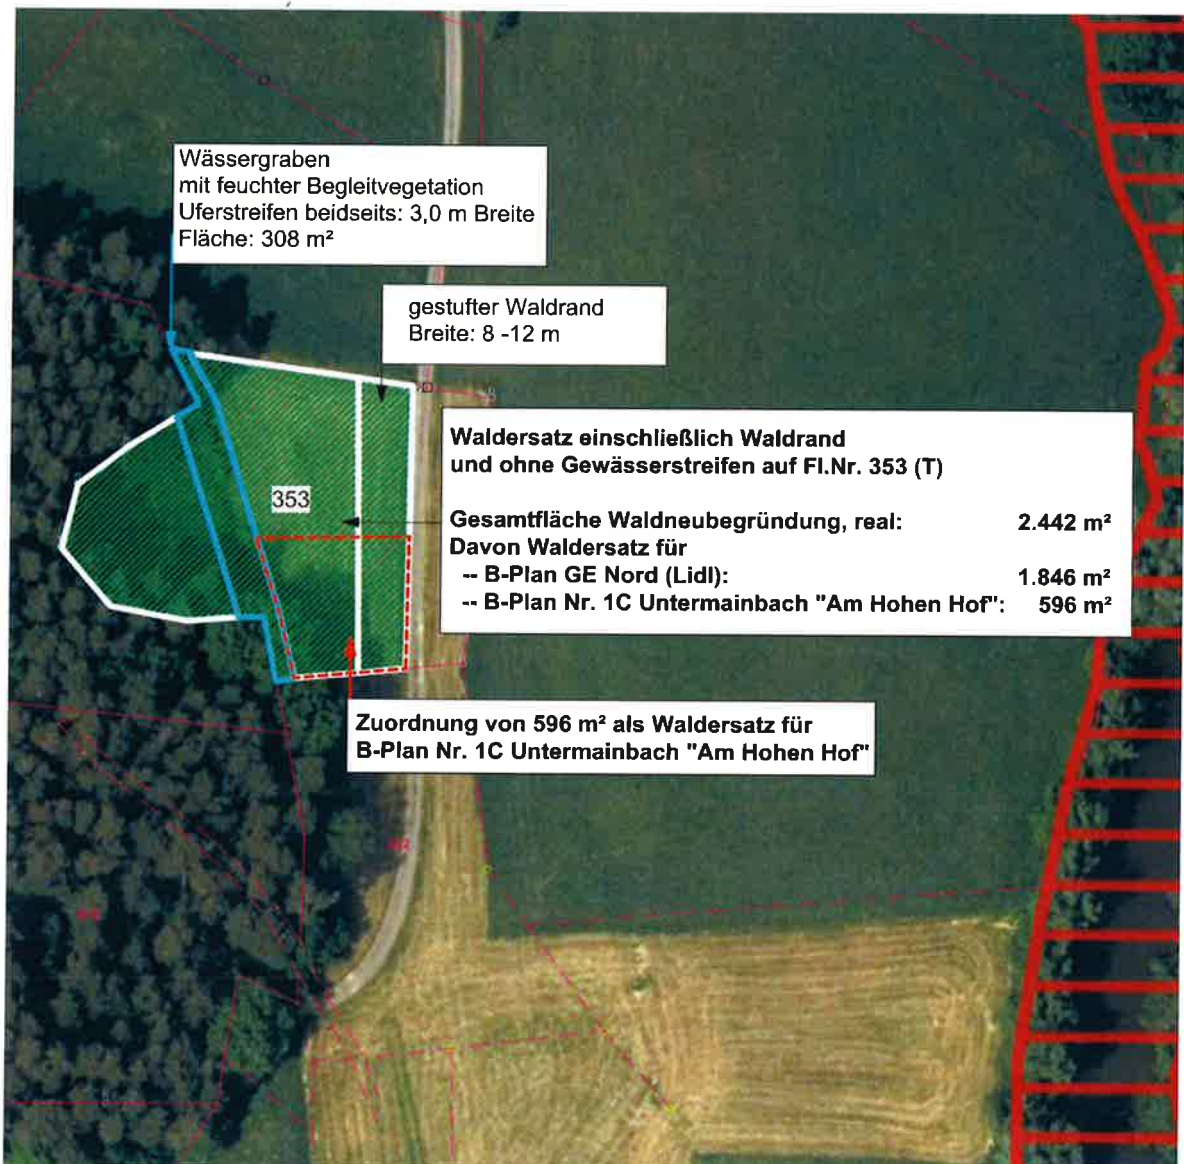 Wässergraben
mit feuchter Begleitvegetation
Uferstreifen beidseits: 3,0 m Breite
Fläche: 308 m²
gestufter Waldrand
Breite: 8 -12 m
Waldersatz einschließlich Waldrand
und ohne Gewässerstreifen auf Fl.Nr. 353 (T)
Gesamtfläche Waldneubegründung, real: 2.442 m²
Davon Waldersatz für
-- B-Plan GE Nord (Lidl): 1.846 m²
-- B-Plan Nr. 1C Untermainbach "Am Hohen Hof": 596 m²
353
Zuordnung von 596 m² als Waldersatz für
B-Plan Nr. 1C Untermainbach "Am Hohen Hof"